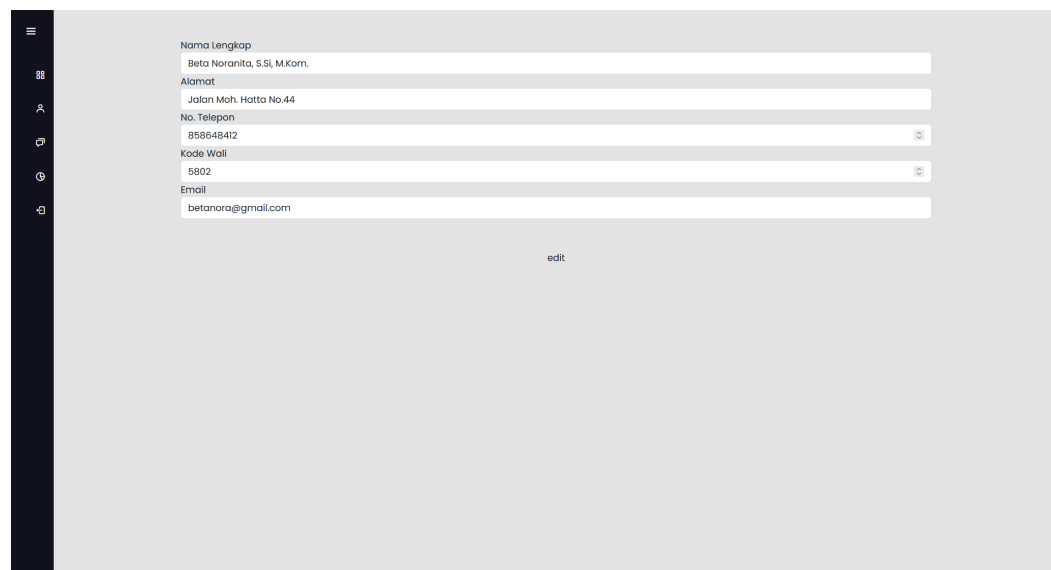 Nama Lengkap
Beta Noranita, S.Si, M.Kom.
Alamat
Jalan Moh. Hatta No.44
No. Telepon
858648412
Kode Wali
5802
Email
betanora@gmail.com
edit